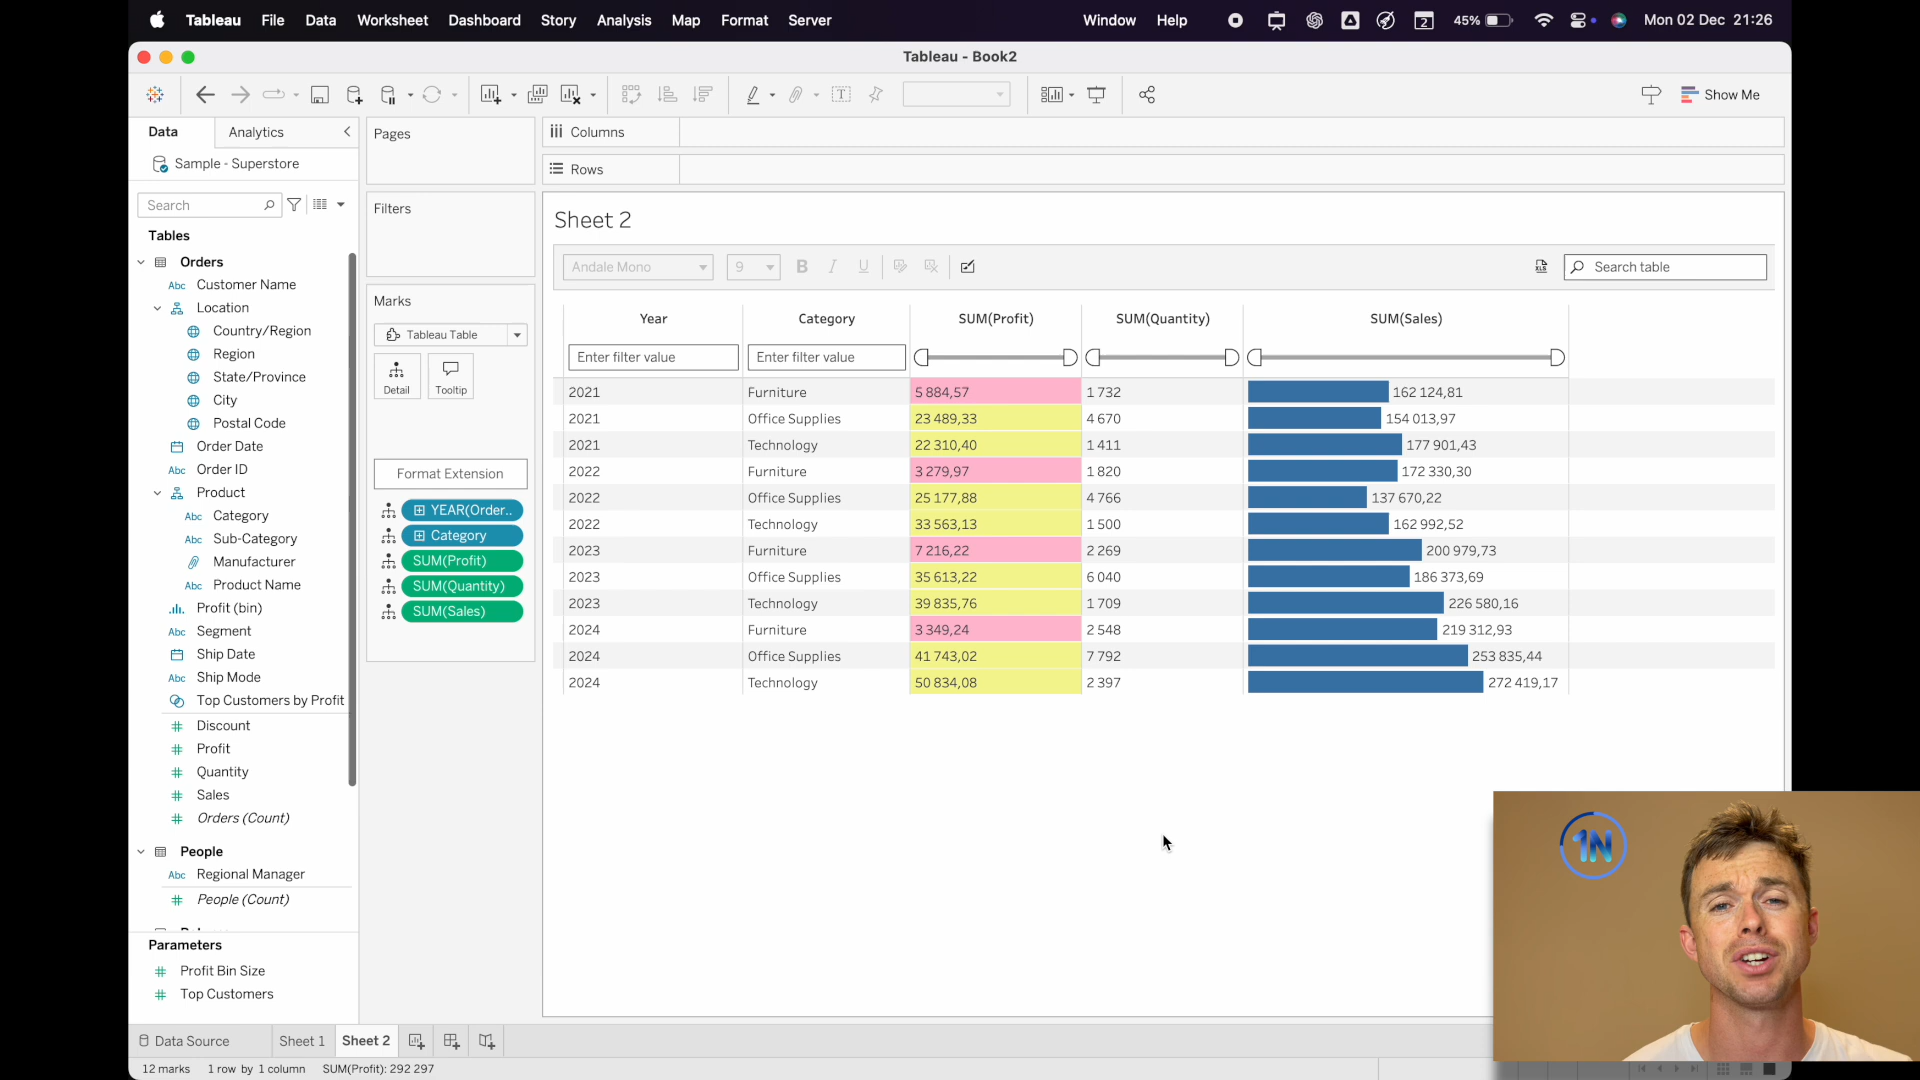 Tableau File Data Worksheet Dashboard Story Analysis Map Format Server Window Help 2 45% Mon 02 Dec 21:26
Tableau - Book2
Show Me
Data Analytics
Sample - Superstore
Search
Tables
Orders
Abc Customer Name
Location
Country/Region
Region
State/Province
City
Postal Code
Order Date
Abc Order ID
Product
Abc Category
Abc Sub-Category
Manufacturer
Abc Product Name
Profit (bin)
Abc Segment
Ship Date
Abc Ship Mode
Top Customers by Profit
# Discount
# Profit
# Quantity
# Sales
# Orders (Count)
People
Abc Regional Manager
# People (Count)
Parameters
# Profit Bin Size
# Top Customers
Pages
Filters
Marks
Tableau Table
Detail Tooltip
Format Extension
YEAR(Order..
Category
SUM(Profit)
SUM(Quantity)
SUM(Sales)
Columns
Rows
Sheet 2
Andale Mono 9 B I U XLS Search table
Year Category SUM(Profit) SUM(Quantity) SUM(Sales)
Enter filter value Enter filter value
2021 Furniture 5 884,57 1 732 162 124,81
2021 Office Supplies 23 489,33 4 670 154 013,97
2021 Technology 22 310,40 1 411 177 901,43
2022 Furniture 3 279,97 1 820 172 330,30
2022 Office Supplies 25 177,88 4 766 137 670,22
2022 Technology 33 563,13 1 500 162 992,52
2023 Furniture 7 216,22 2 269 200 979,73
2023 Office Supplies 35 613,22 6 040 186 373,69
2023 Technology 39 835,76 1 709 226 580,16
2024 Furniture 3 349,24 2 548 219 312,93
2024 Office Supplies 41 743,02 7 792 253 835,44
2024 Technology 50 834,08 2 397 272 419,17
1N
Data Source Sheet 1 Sheet 2
12 marks 1 row by 1 column SUM(Profit): 292 297